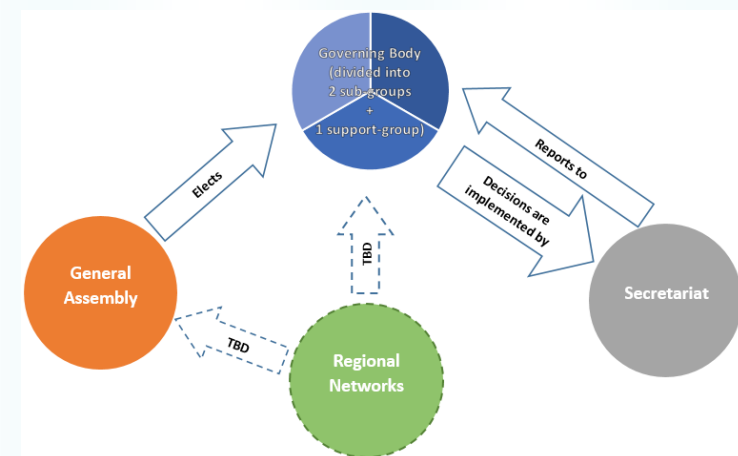 Governing Body
(divided into
2 sub-groups
+
1 support-group)
Elects
Reports to
Decisions are
implemented by
General
Assembly
TBD
Secretariat
TBD
Regional
Networks